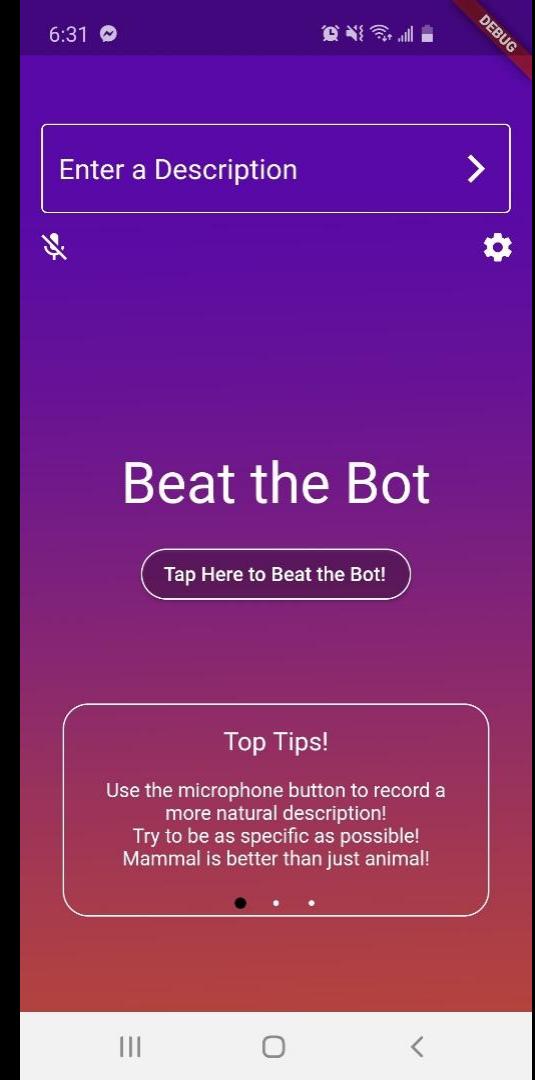 6:31
DEBUG
Enter a Description
Beat the Bot
Tap Here to Beat the Bot!
Top Tips!
Use the microphone button to record a
more natural description!
Try to be as specific as possible!
Mammal is better than just animal!